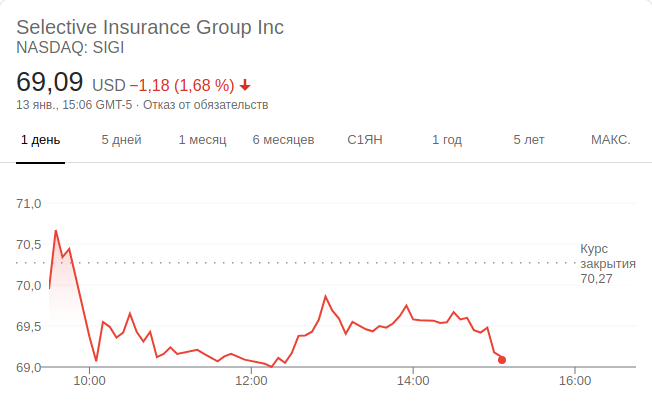 Selective Insurance Group Inc
NASDAQ: SIGI
69,09 USD −1,18 (1,68 %)
13 янв., 15:06 GMT-5 · Отказ от обязательств
1 день 5 дней 1 месяц 6 месяцев С1ЯН 1 год 5 лет МАКС.
71,0
70,5
70,0
69,5
69,0
Курс
закрытия
70,27
10:00 12:00 14:00 16:00